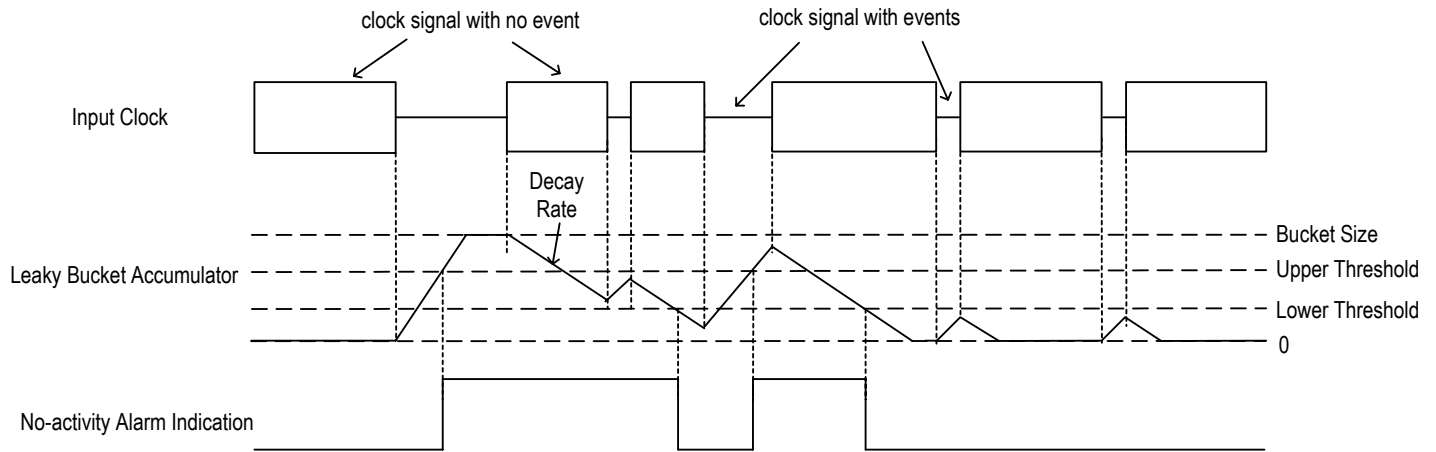 clock signal with no event
clock signal with events
Input Clock
Decay
Rate
Bucket Size
Leaky Bucket Accumulator
Upper Threshold
Lower Threshold
0
No-activity Alarm Indication